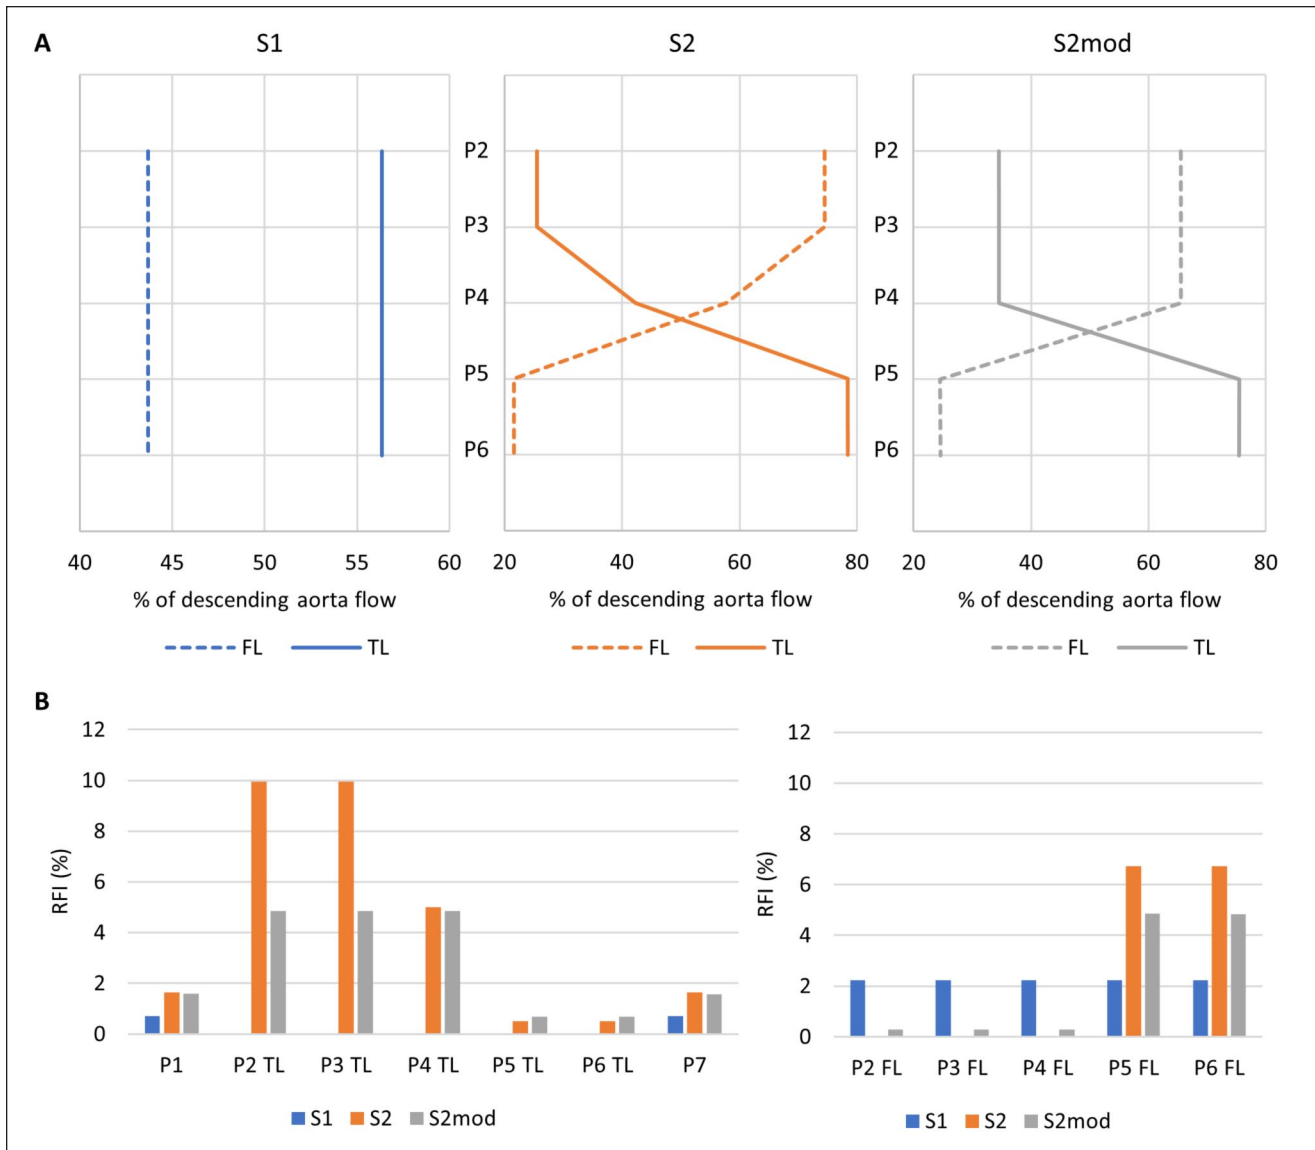 A
S1
S2
S2mod
P2
P3
P4
P5
P6
P2
P3
P4
P5
P6
40 45 50 55 60
20 40 60 80
20 40 60 80
% of descending aorta flow
% of descending aorta flow
% of descending aorta flow
FL TL
FL TL
FL TL
B
12
10
8
6
4
2
0
RFI (%)
P1 P2 TL P3 TL P4 TL P5 TL P6 TL P7
S1 S2 S2mod
12
10
8
6
4
2
0
RFI (%)
P2 FL P3 FL P4 FL P5 FL P6 FL
S1 S2 S2mod